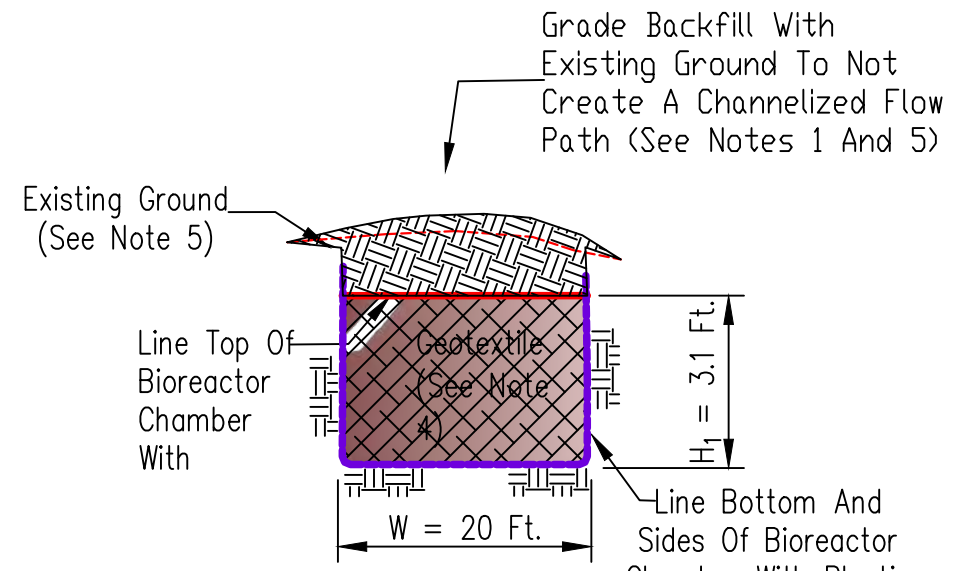 Grade Backfill With
Existing Ground To Not
Create A Channelized Flow
Path (See Notes 1 And 5)
Existing Ground
(See Note 5)
Line Top Of
Bioreactor
Chamber
With
Geotextile
(See Note
4)
H1 = 3.1 Ft.
W = 20 Ft.
Line Bottom And
Sides Of Bioreactor